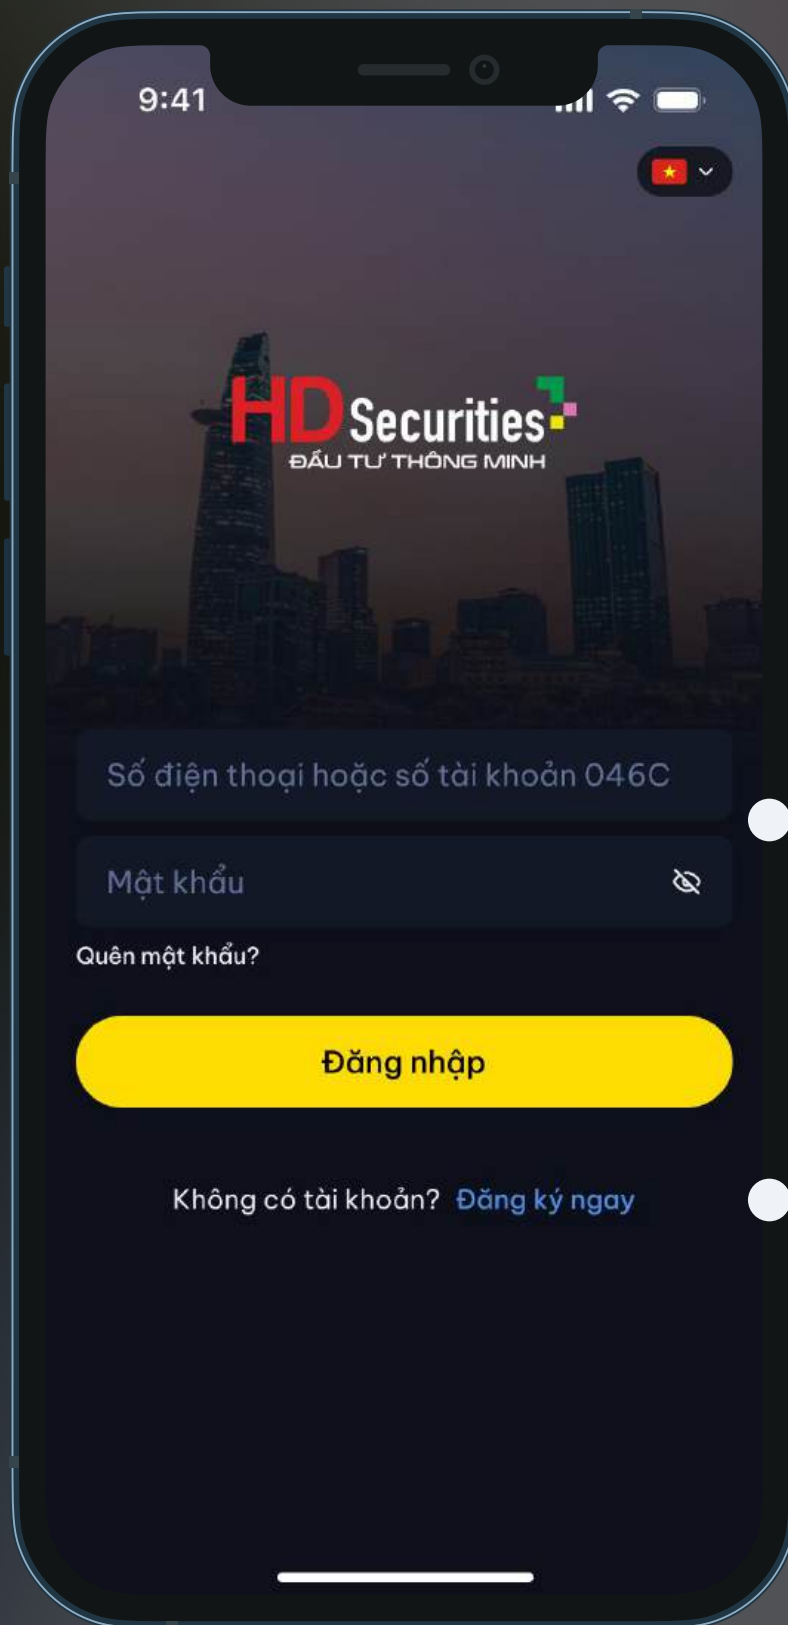 9:41
HD Securities
ĐẦU TƯ THÔNG MINH
Số điện thoại hoặc số tài khoản 046C
Mật khẩu
Quên mật khẩu?
Đăng nhập
Không có tài khoản? Đăng ký ngay